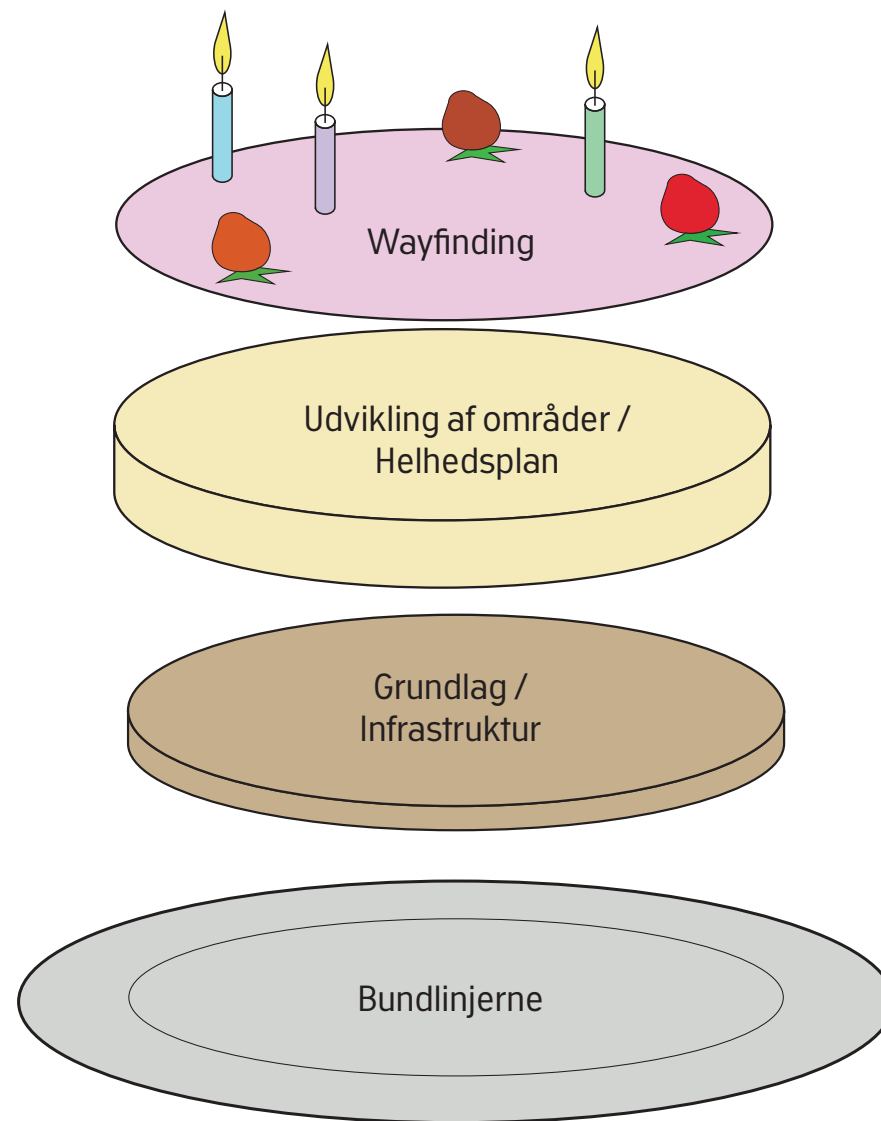 Wayfinding
Udvikling af områder /
Helhedsplan
Grundlag /
Infrastruktur
Bundlinjerne